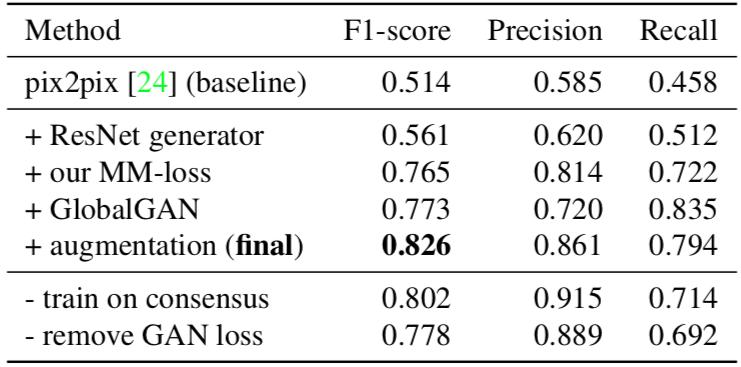 Method F1-score Precision Recall
pix2pix [24] (baseline) 0.514 0.585 0.458
+ ResNet generator 0.561 0.620 0.512
+ our MM-loss 0.765 0.814 0.722
+ GlobalGAN 0.773 0.720 0.835
+ augmentation (final) 0.826 0.861 0.794
- train on consensus 0.802 0.915 0.714
- remove GAN loss 0.778 0.889 0.692